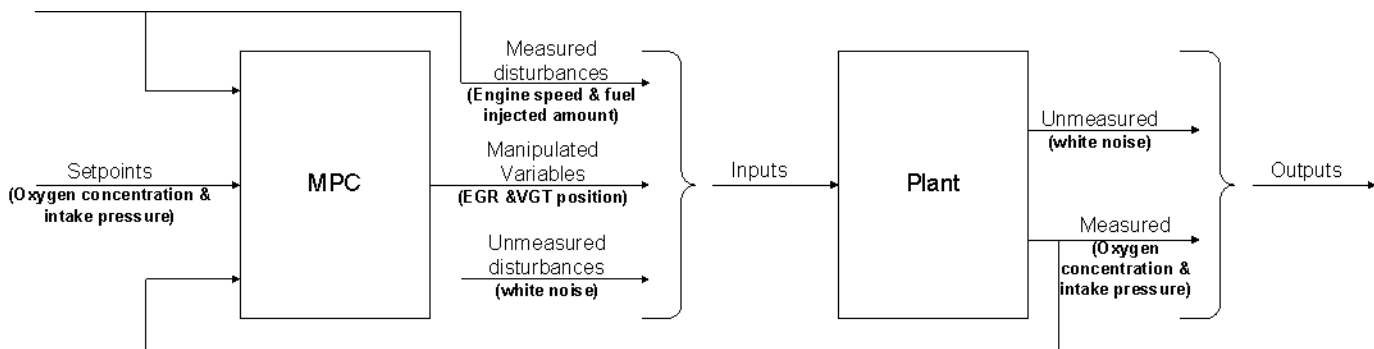 Measured
disturbances
(Engine speed & fuel
injected amount)
Setpoints
(Oxygen concentration &
intake pressure)
MPC
Manipulated
Variables
(EGR &VGT position)
Unmeasured
disturbances
(white noise)
Inputs
Plant
Unmeasured
(white noise)
Measured
(Oxygen
concentration &
intake pressure)
Outputs